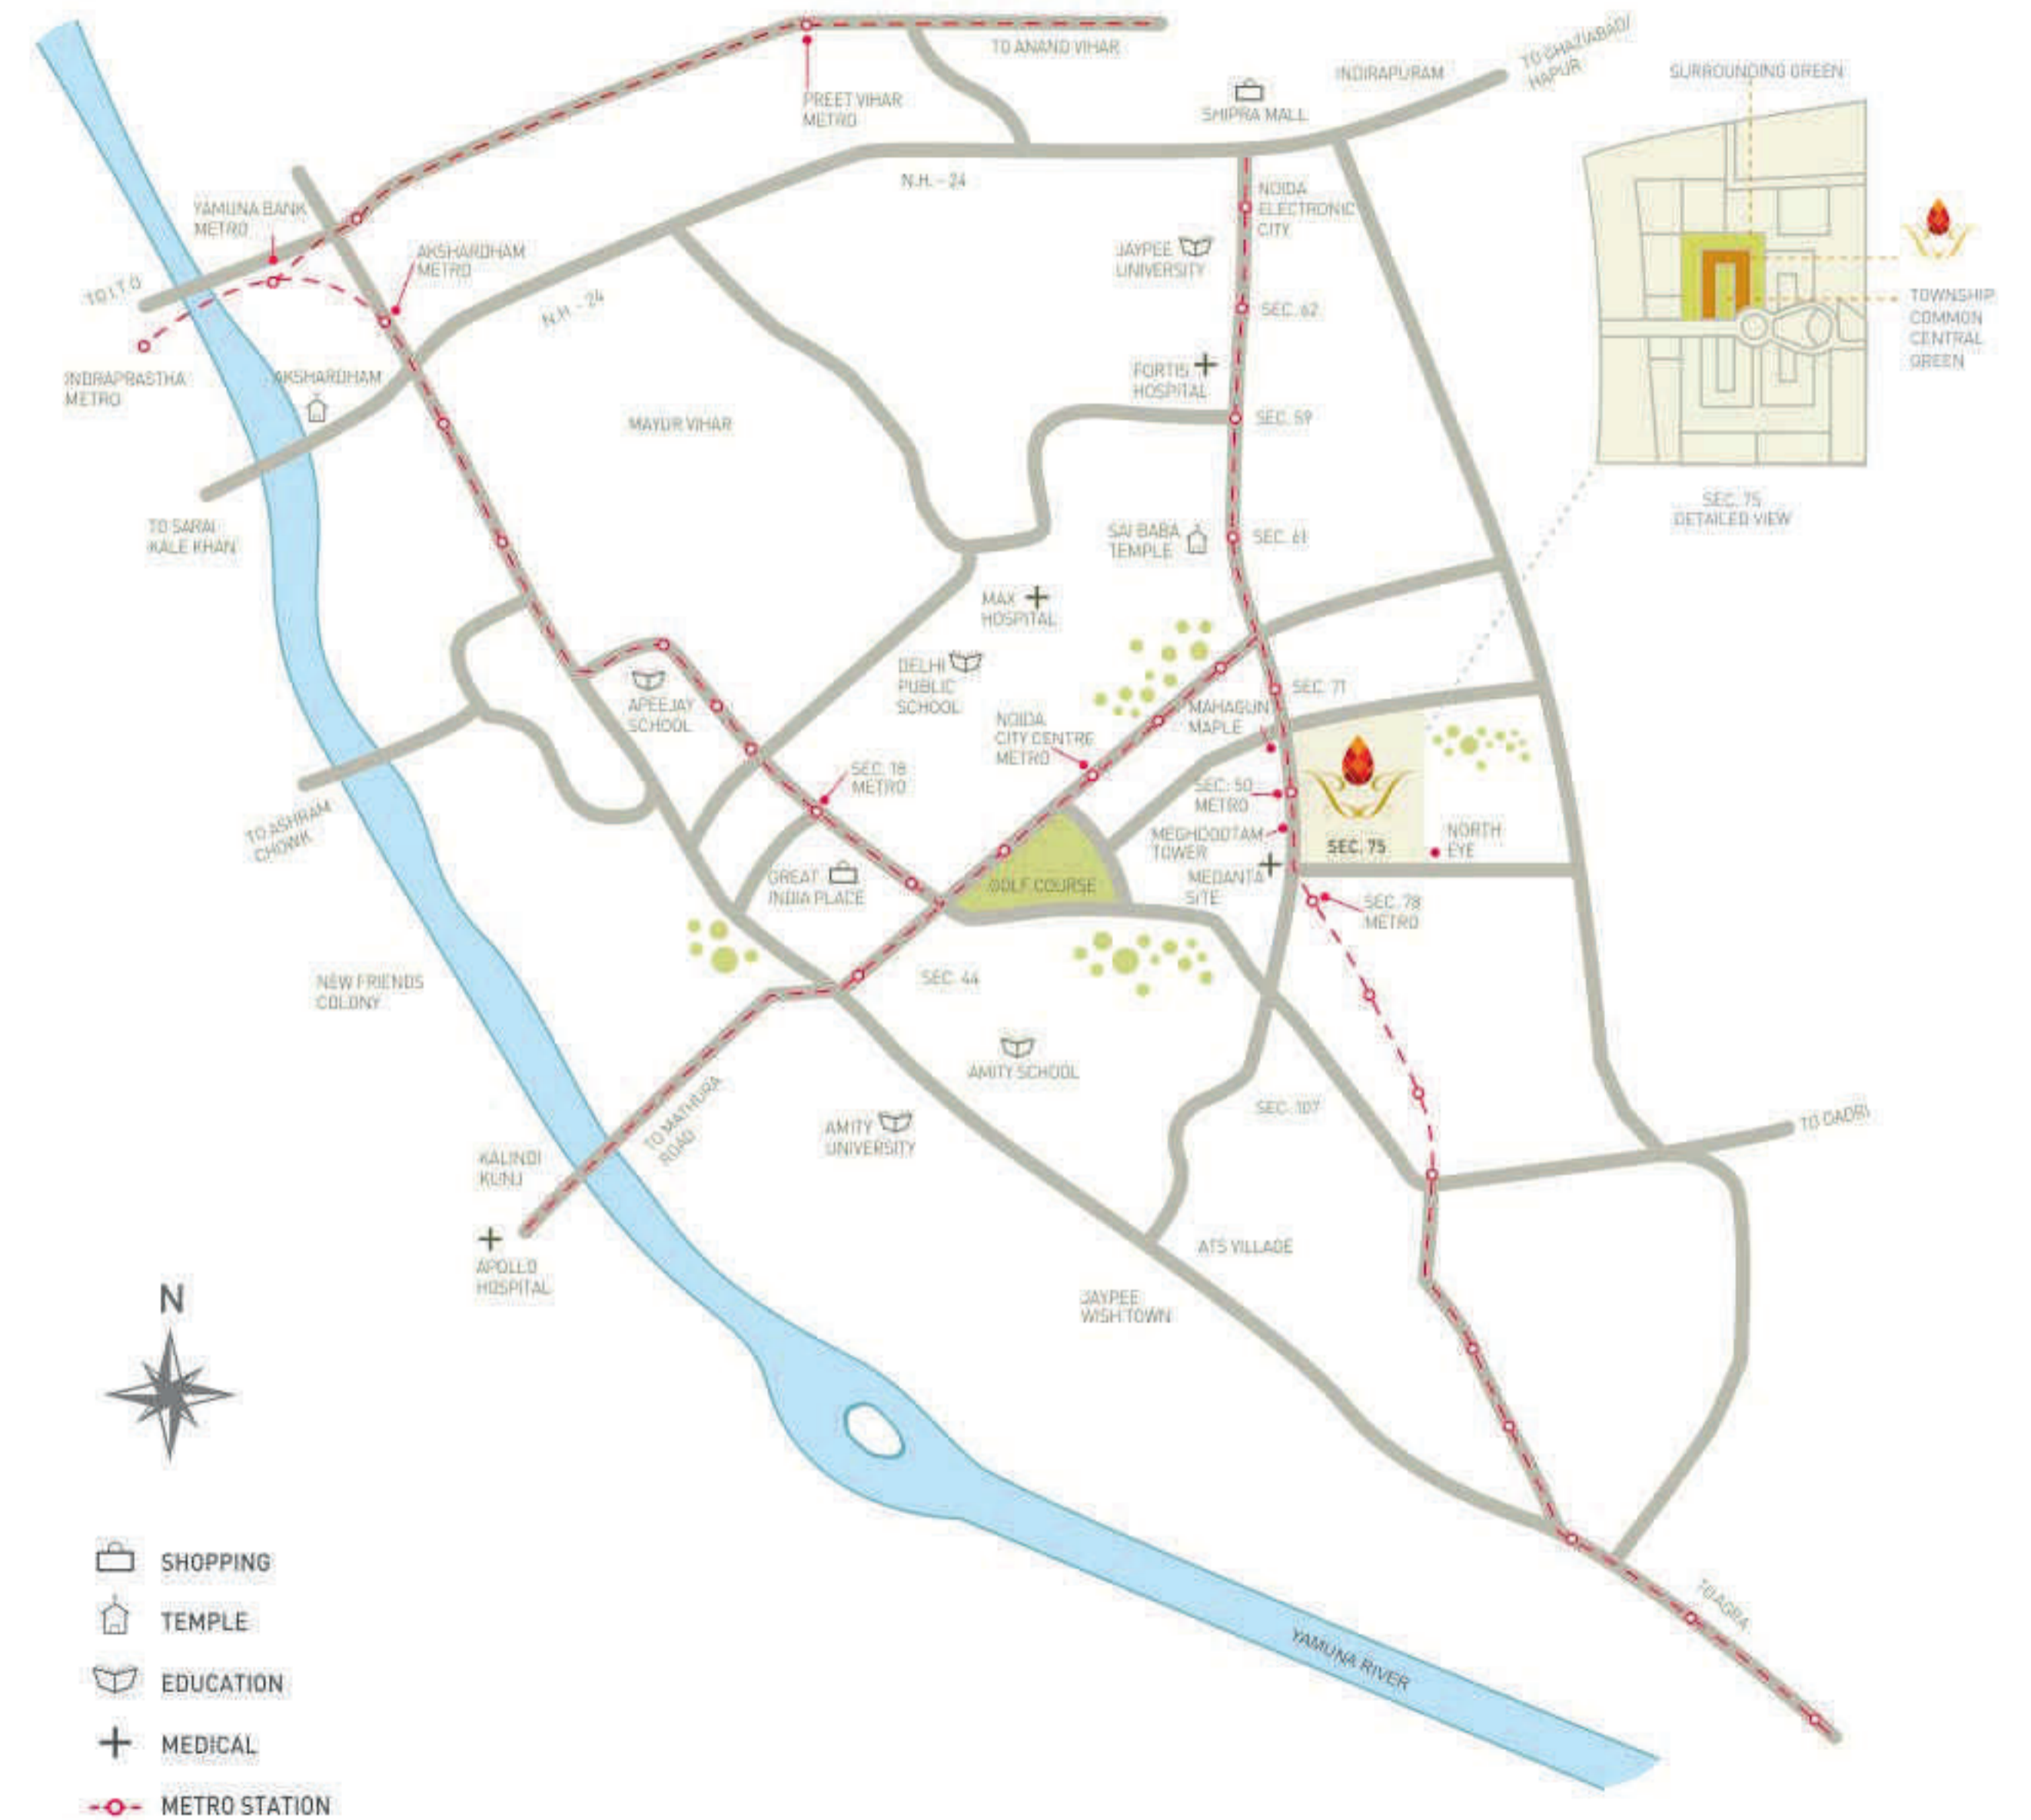 TO ANAND VIHAR
PREET VIHAR
METRO
SHIPRA MALL
INDIRAPURAM
TO GHAZIABAD/
HAPUR
SURROUNDING GREEN
N.H. - 24
YAMUNA BANK
METRO
AKSHARDHAM
METRO
TO I.T.O
N.H - 24
INDRAPRASTHA
METRO
AKSHARDHAM
NOIDA
ELECTRONIC
CITY
JAYPEE
UNIVERSITY
SEC. 62
FORTIS
HOSPITAL
SEC. 59
TOWNSHIP
COMMON
CENTRAL
GREEN
MAYUR VIHAR
SEC. 75
DETAILED VIEW
TO SARAI
KALE KHAN
SAI BABA
TEMPLE
SEC. 61
MAX
HOSPITAL
DELHI
PUBLIC
SCHOOL
APEEJAY
SCHOOL
NOIDA
CITY CENTRE
METRO
MAHAGUN
MAPLE
SEC. 71
SEC. 18
METRO
SEC. 50
METRO
MEGHDOOTAM
TOWER
MEDANTA
SITE
SEC. 75
NORTH
EYE
TO ASHRAM
CHOWK
GREAT
INDIA PLACE
GOLF COURSE
SEC. 78
METRO
NEW FRIENDS
COLONY
SEC. 44
AMITY SCHOOL
SEC. 107
TO MATHURA
ROAD
AMITY
UNIVERSITY
TO DADRI
KALINDI
KUNJ
APOLLO
HOSPITAL
ATS VILLAGE
JAYPEE
WISH TOWN
N
YAMUNA RIVER
TO AGRA
SHOPPING
TEMPLE
EDUCATION
MEDICAL
METRO STATION